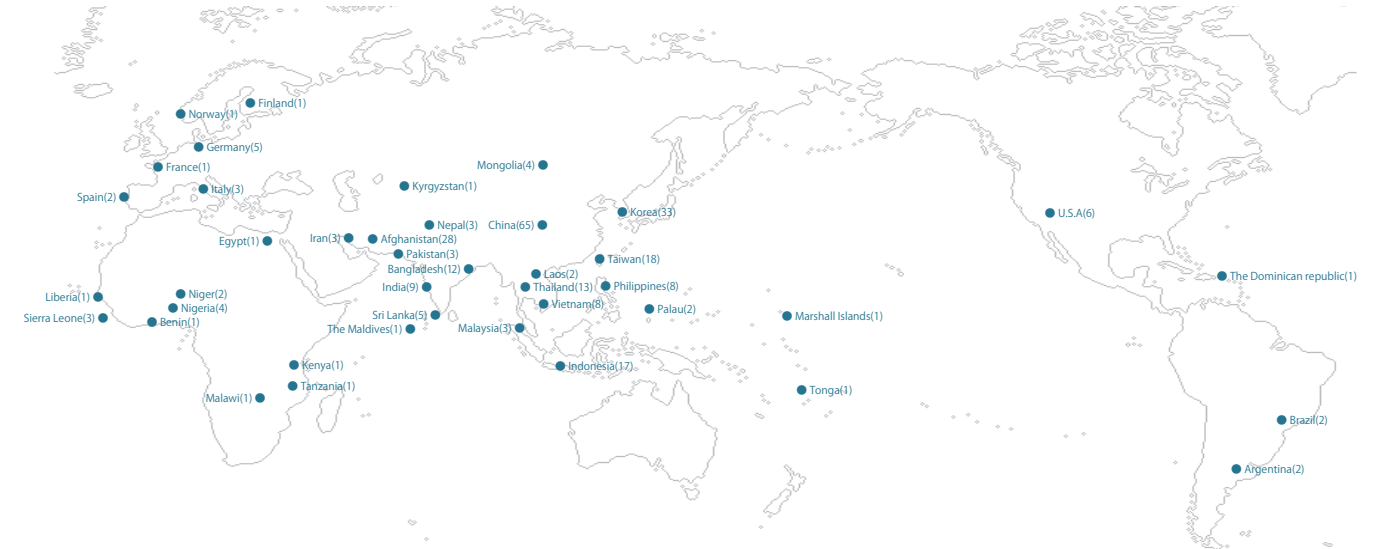 Finland(1)
Norway(1)
Germany(5)
France(1)
Italy(3)
Spain(2)
Mongolia(4)
Kyrgyzstan(1)
Korea(33)
U.S.A(6)
Nepal(3)
China(65)
Iran(3)
Afghanistan(28)
Egypt(1)
Pakistan(3)
Taiwan(18)
Bangladesh(12)
Laos(2)
The Dominican republic(1)
India(9)
Thailand(13)
Philippines(8)
Liberia(1)
Niger(2)
Nigeria(4)
Vietnam(8)
Palau(2)
Sierra Leone(3)
Benin(1)
Sri Lanka(5)
Marshall Islands(1)
The Maldives(1)
Malaysia(3)
Kenya(1)
Indonesia(17)
Tanzania(1)
Tonga(1)
Malawi(1)
Brazil(2)
Argentina(2)